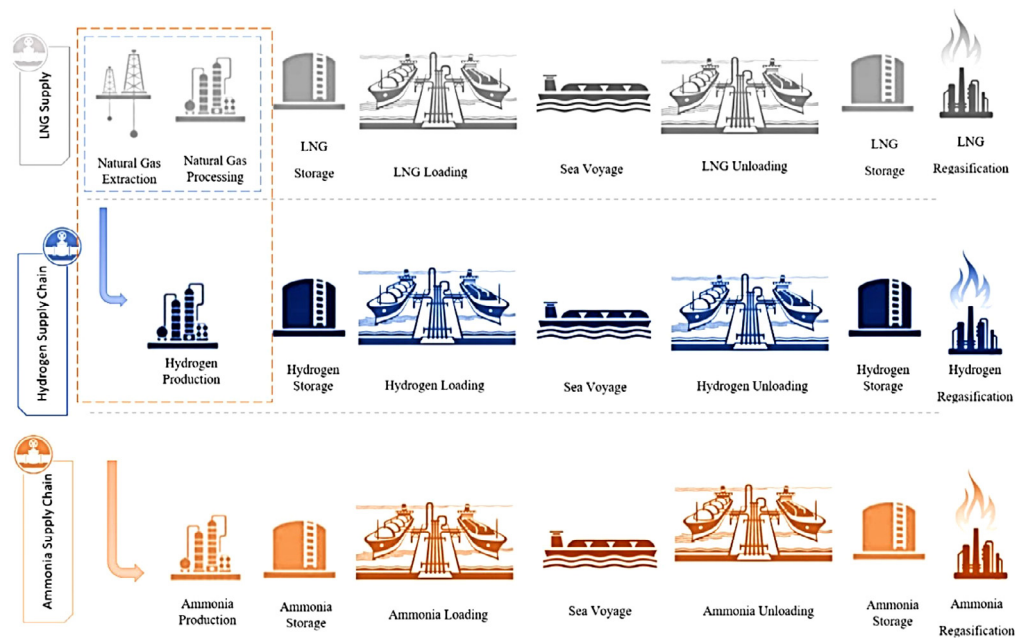 LNG Supply
Natural Gas
Extraction
Natural Gas
Processing
LNG
Storage
LNG Loading
Sea Voyage
LNG Unloading
LNG
Storage
LNG
Regasification
Hydrogen Supply Chain
Hydrogen
Production
Hydrogen
Storage
Hydrogen Loading
Sea Voyage
Hydrogen Unloading
Hydrogen
Storage
Hydrogen
Regasification
Ammonia Supply Chain
Ammonia
Production
Ammonia
Storage
Ammonia Loading
Sea Voyage
Ammonia Unloading
Ammonia
Storage
Ammonia
Regasification